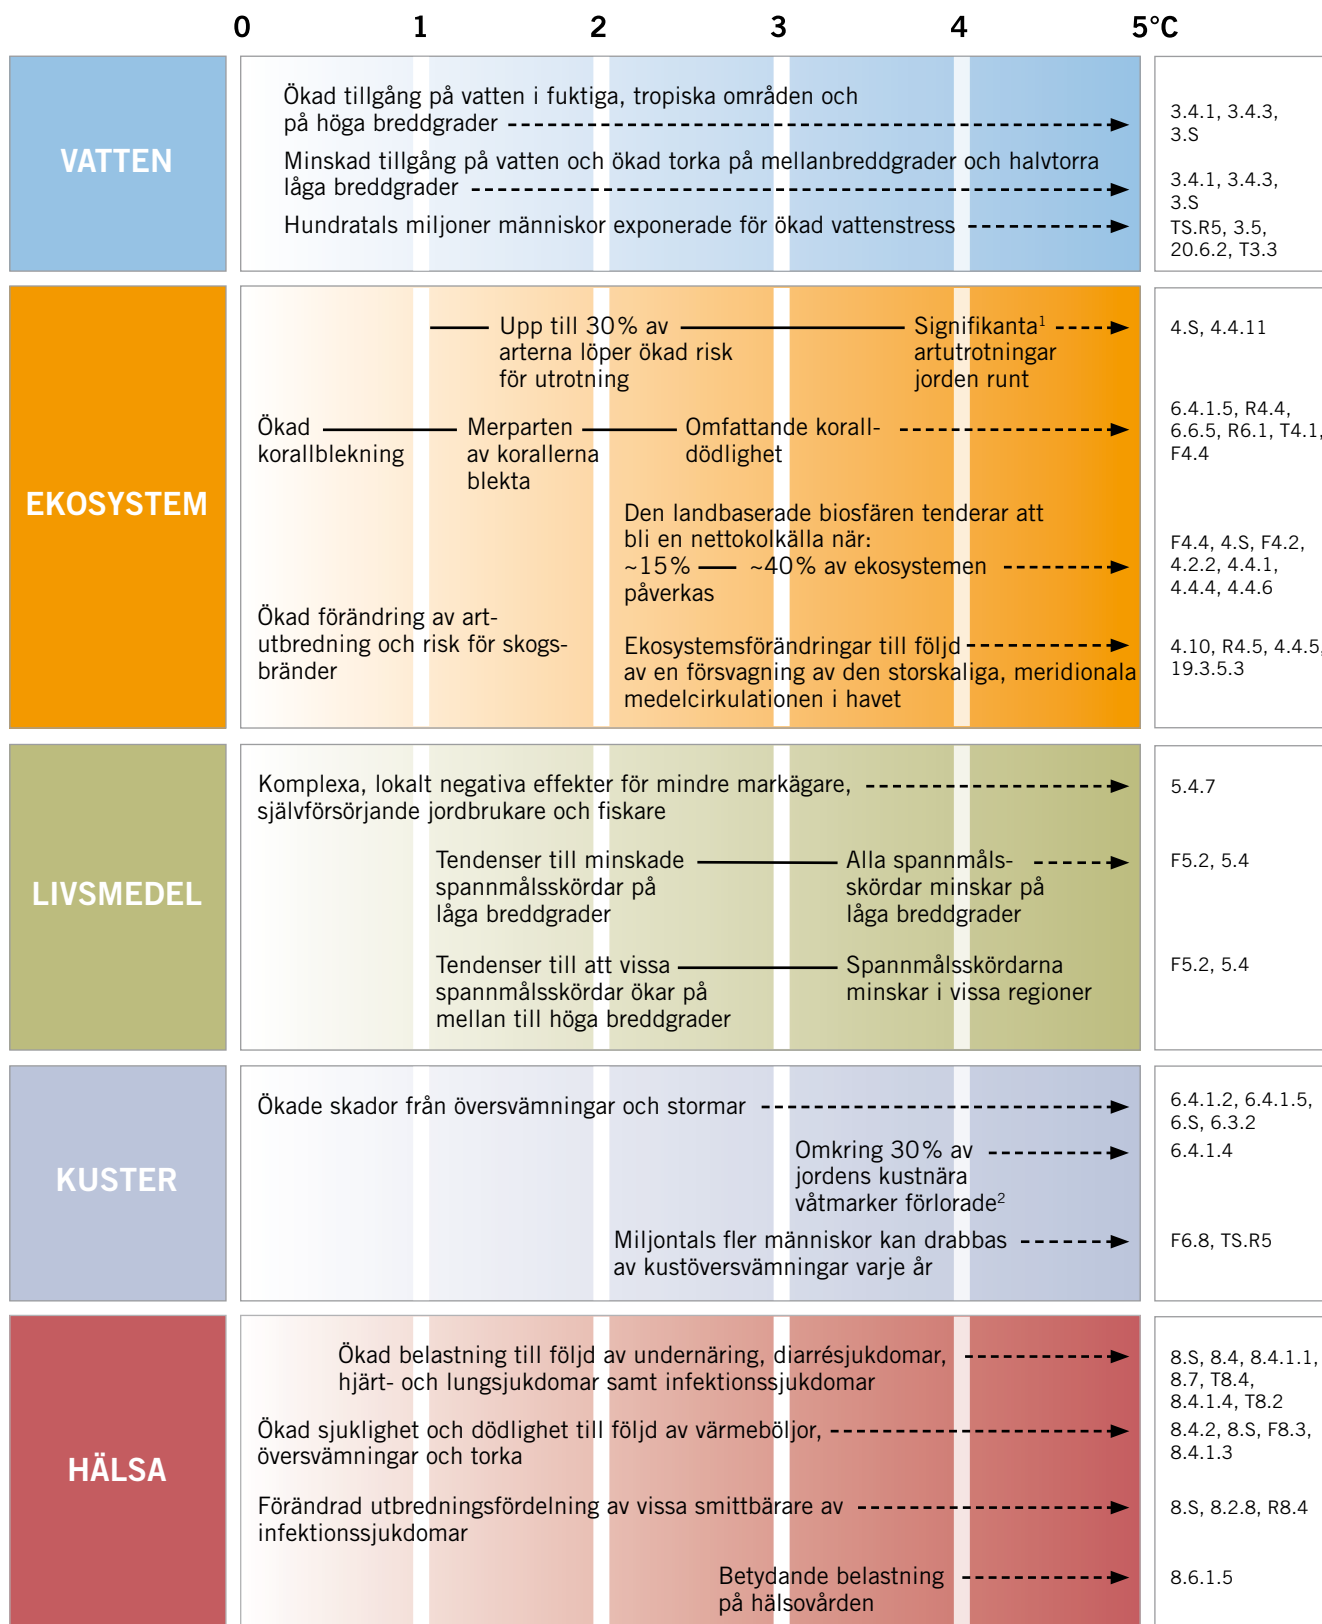 0 1 2 3 4 5°C
VATTEN
Ökad tillgång på vatten i fuktiga, tropiska områden och
på höga breddgrader
3.4.1, 3.4.3,
3.S
Minskad tillgång på vatten och ökad torka på mellanbreddgrader och halvtorra
låga breddgrader
3.4.1, 3.4.3,
3.S
Hundratals miljoner människor exponerade för ökad vattenstress
TS.R5, 3.5,
20.6.2, T3.3
EKOSYSTEM
Upp till 30% av
arterna löper ökad risk
för utrotning
Signifikanta¹
artutrotningar
jorden runt
4.S, 4.4.11
Ökad
korallblekning
Merparten
av korallerna
blekta
Omfattande korall-
dödlighet
6.4.1.5, R4.4,
6.6.5, R6.1, T4.1,
F4.4
Den landbaserade biosfären tenderar att
bli en nettokolkälla när:
~15% ~40% av ekosystemen
påverkas
F4.4, 4.S, F4.2,
4.2.2, 4.4.1,
4.4.4, 4.4.6
Ökad förändring av art-
utbredning och risk för skogs-
bränder
Ekosystemsförändringar till följd
av en försvagning av den storskaliga, meridionala
medelcirkulationen i havet
4.10, R4.5, 4.4.5,
19.3.5.3
LIVSMEDEL
Komplexa, lokalt negativa effekter för mindre markägare,
självförsörjande jordbrukare och fiskare
5.4.7
Tendenser till minskade
spannmålsskördar på
låga breddgrader
Alla spannmåls-
skördar minskar på
låga breddgrader
F5.2, 5.4
Tendenser till att vissa
spannmålsskördar ökar på
mellan till höga breddgrader
Spannmålsskördarna
minskar i vissa regioner
F5.2, 5.4
KUSTER
Ökade skador från översvämningar och stormar
6.4.1.2, 6.4.1.5,
6.S, 6.3.2
Omkring 30% av
jordens kustnära
våtmarker förlorade²
6.4.1.4
Miljontals fler människor kan drabbas
av kustöversvämningar varje år
F6.8, TS.R5
HÄLSA
Ökad belastning till följd av undernäring, diarrésjukdomar,
hjärt- och lungsjukdomar samt infektionssjukdomar
8.S, 8.4, 8.4.1.1,
8.7, T8.4,
8.4.1.4, T8.2
Ökad sjuklighet och dödlighet till följd av värmeböljor,
översvämningar och torka
8.4.2, 8.S, F8.3,
8.4.1.3
Förändrad utbredningsfördelning av vissa smittbärare av
infektionssjukdomar
8.S, 8.2.8, R8.4
Betydande belastning
på hälsovården
8.6.1.5